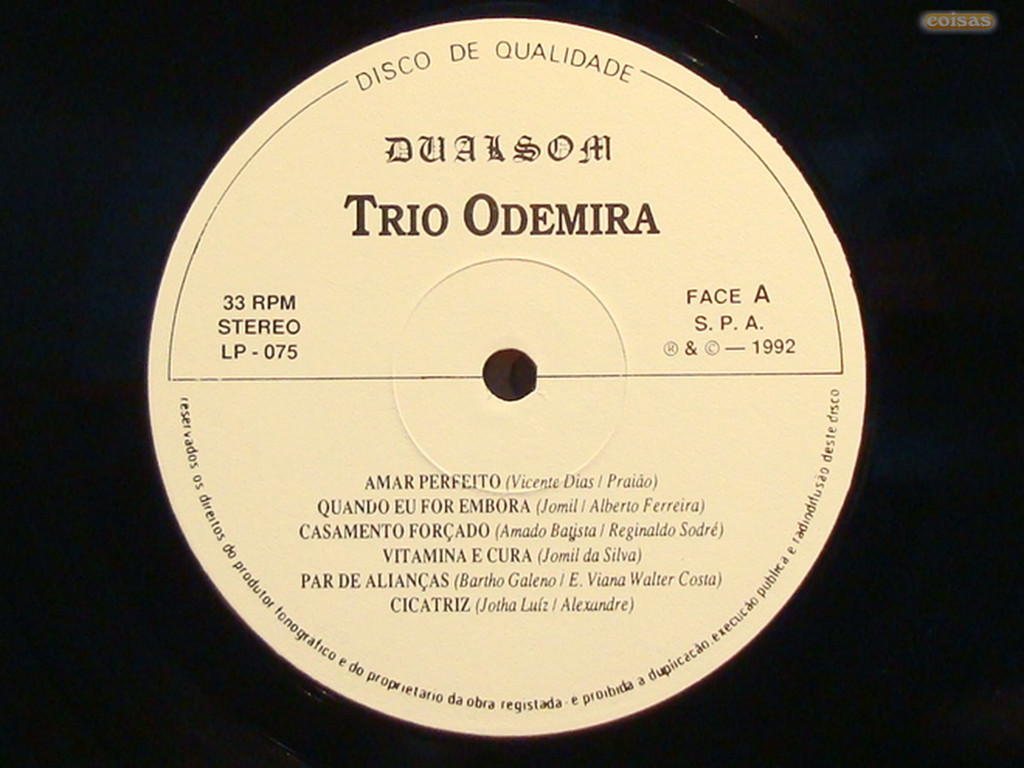 coisas
DISCO DE QUALIDADE
DUALSOM
TRIO ODEMIRA
33 RPM
STEREO
LP - 075
FACE A
S. P. A.
® & © — 1992
AMAR PERFEITO (Vicente Dias / Praião)
QUANDO EU FOR EMBORA (Jomil / Alberto Ferreira)
CASAMENTO FORÇADO (Amado Batista / Reginaldo Sodré)
VITAMINA E CURA (Jomil da Silva)
PAR DE ALIANÇAS (Bartho Galeno / E. Viana Walter Costa)
CICATRIZ (Jotha Luíz / Alexandre)
reservados os direitos do produtor fonografico e do proprietario da obra registada - e proibida a duplicacão, execucão publica e radiodifusão deste disco